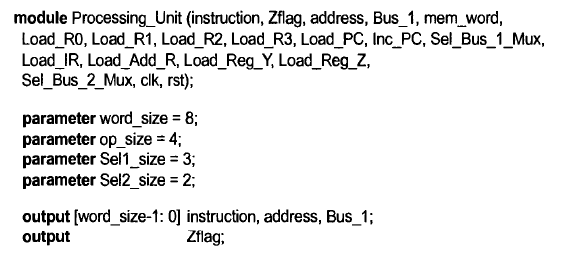 module Processing_Unit (instruction, Zflag, address, Bus_1, mem_word,
Load_R0, Load_R1, Load_R2, Load_R3, Load_PC, Inc_PC, Sel_Bus_1_Mux,
Load_IR, Load_Add_R, Load_Reg_Y, Load_Reg_Z,
Sel_Bus_2_Mux, clk, rst);
parameter word_size = 8;
parameter op_size = 4;
parameter Sel1_size = 3;
parameter Sel2_size = 2;
output [word_size-1: 0] instruction, address, Bus_1;
output Zflag;